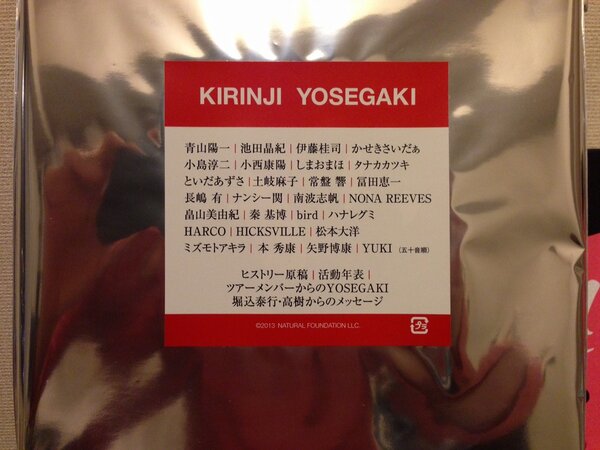 KIRINJI YOSEGAKI
青山陽一 | 池田晶紀 | 伊藤桂司 | かせきさいだぁ
小島淳二 | 小西康陽 | しまおまほ | タナカカツキ
といだあずさ | 土岐麻子 | 常盤 響 | 冨田恵一
長嶋 有 | ナンシー関 | 南波志帆 | NONA REEVES
畠山美由紀 | 秦 基博 | bird | ハナレグミ
HARCO | HICKSVILLE | 松本大洋
ミズモトアキラ | 本 秀康 | 矢野博康 | YUKI (五十音順)
ヒストリー原稿 | 活動年表 |
ツアーメンバーからのYOSEGAKI
堀込泰行・高樹からのメッセージ
©2013 NATURAL FOUNDATION LLC.
プラ